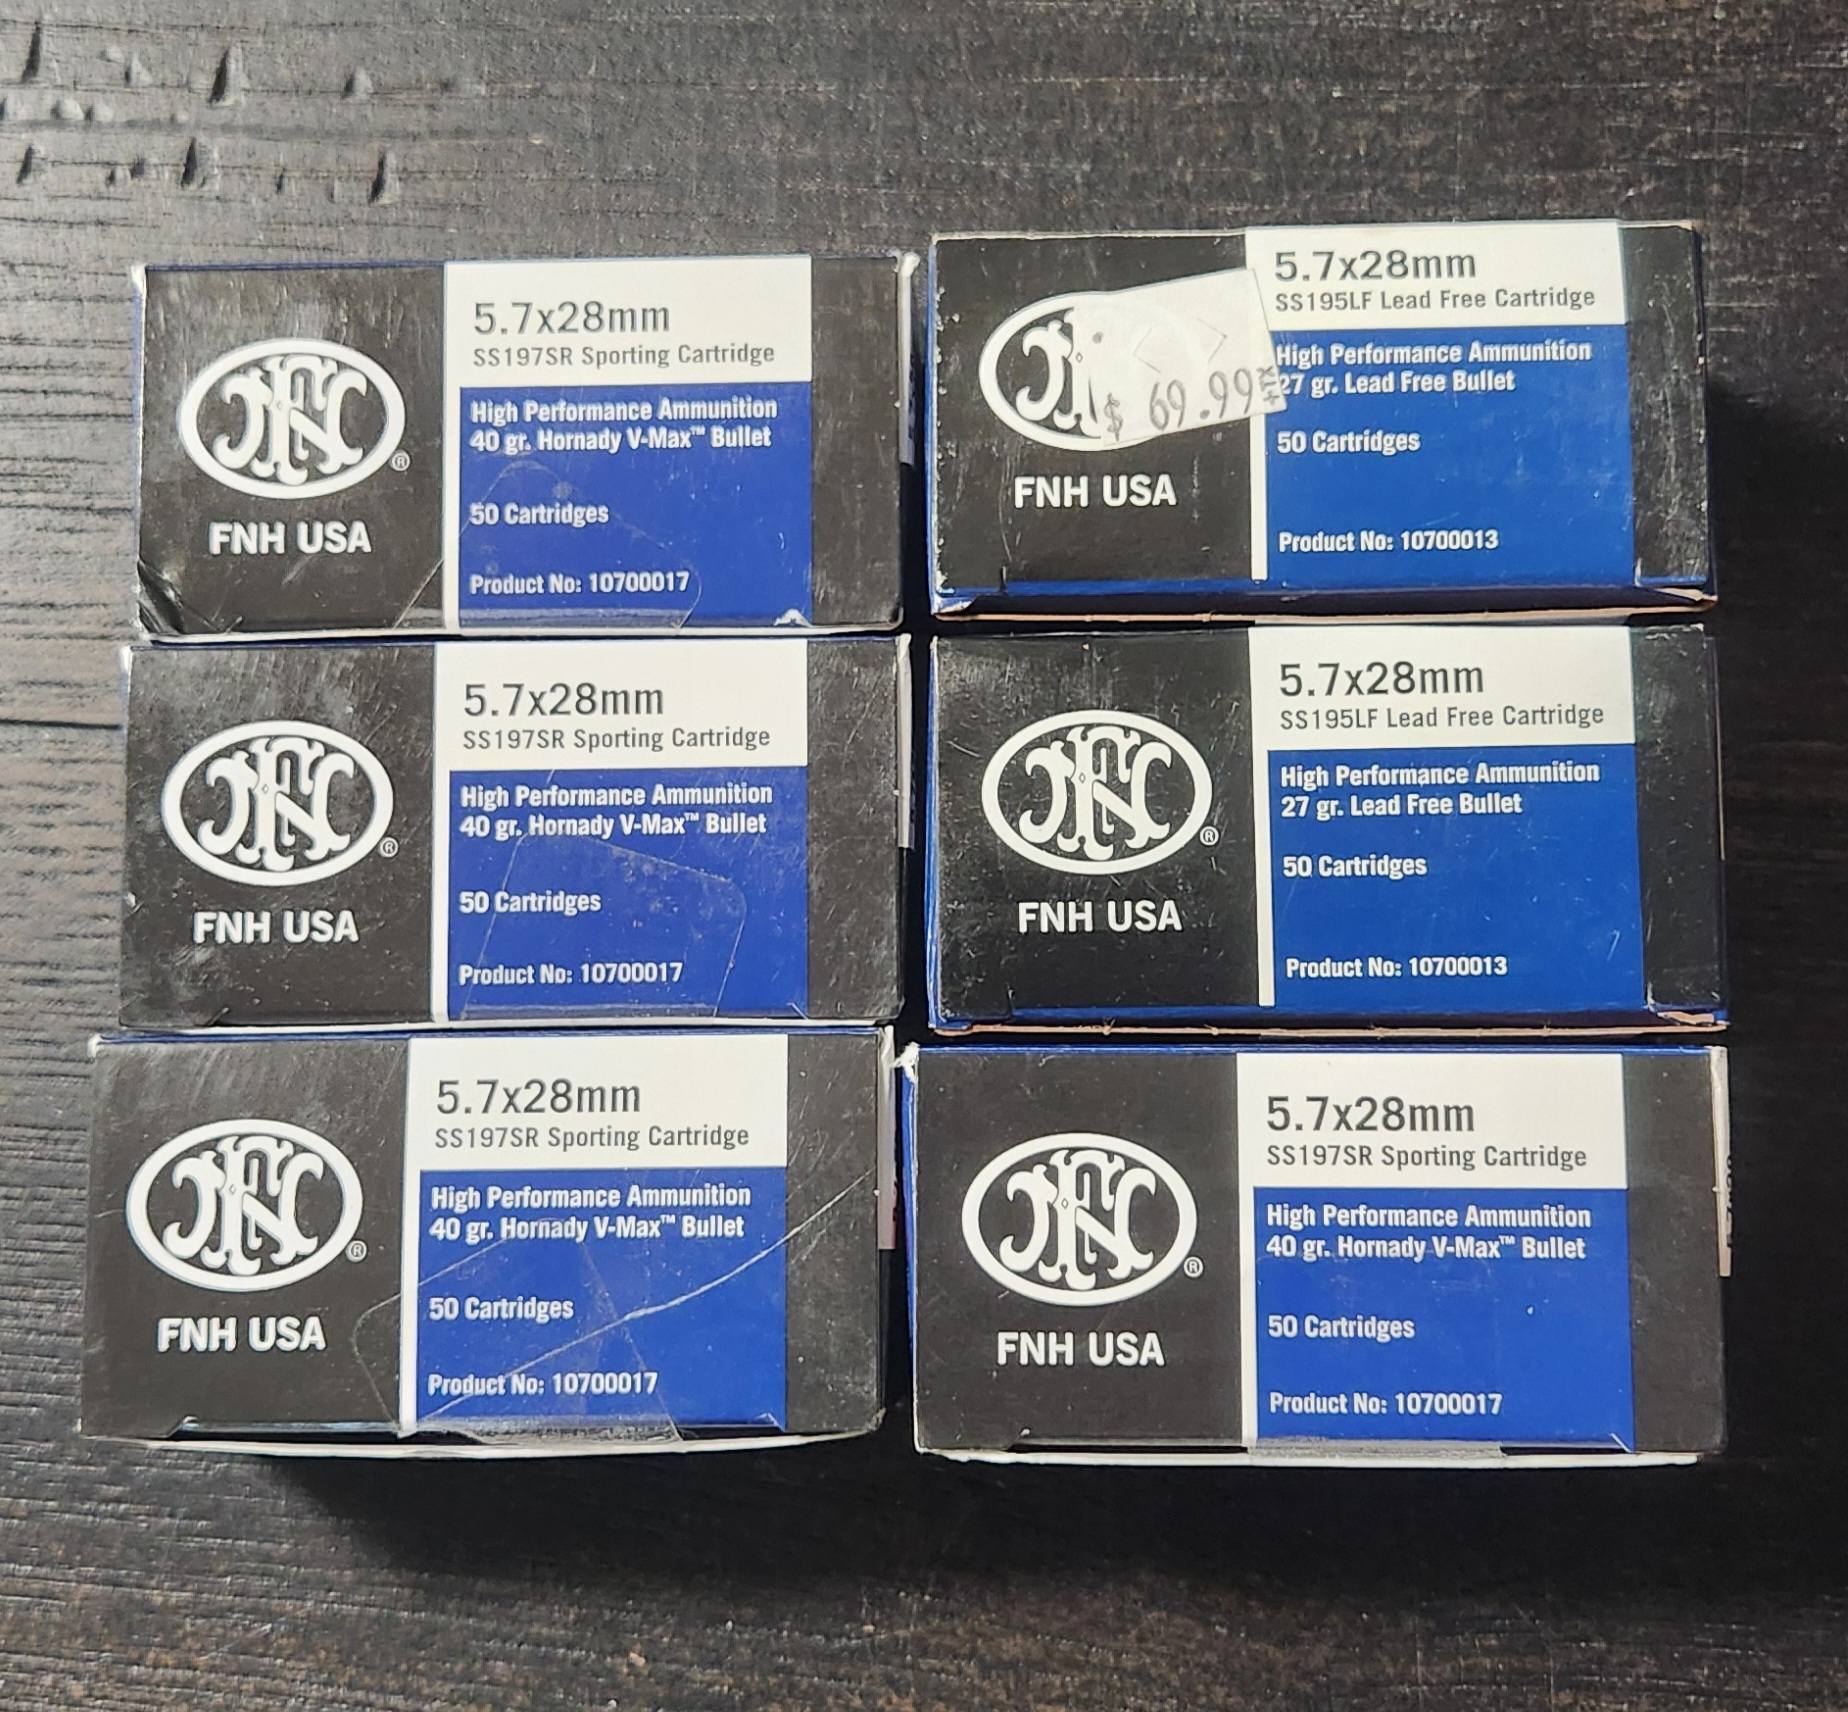 5.7x28mm
SS197SR Sporting Cartridge
High Performance Ammunition
40 gr. Hornady V-Max™ Bullet
50 Cartridges
Product No: 10700017
FN
®
FNH USA
5.7x28mm
SS195LF Lead Free Cartridge
High Performance Ammunition
27 gr. Lead Free Bullet
50 Cartridges
Product No: 10700013
$ 69.99
FNH USA
5.7x28mm
SS197SR Sporting Cartridge
High Performance Ammunition
40 gr. Hornady V-Max™ Bullet
50 Cartridges
Product No: 10700017
FN
®
FNH USA
5.7x28mm
SS195LF Lead Free Cartridge
High Performance Ammunition
27 gr. Lead Free Bullet
50 Cartridges
Product No: 10700013
FN
®
FNH USA
5.7x28mm
SS197SR Sporting Cartridge
High Performance Ammunition
40 gr. Hornady V-Max™ Bullet
50 Cartridges
Product No: 10700017
FN
®
FNH USA
5.7x28mm
SS197SR Sporting Cartridge
High Performance Ammunition
40 gr. Hornady V-Max™ Bullet
50 Cartridges
Product No: 10700017
FN
®
FNH USA